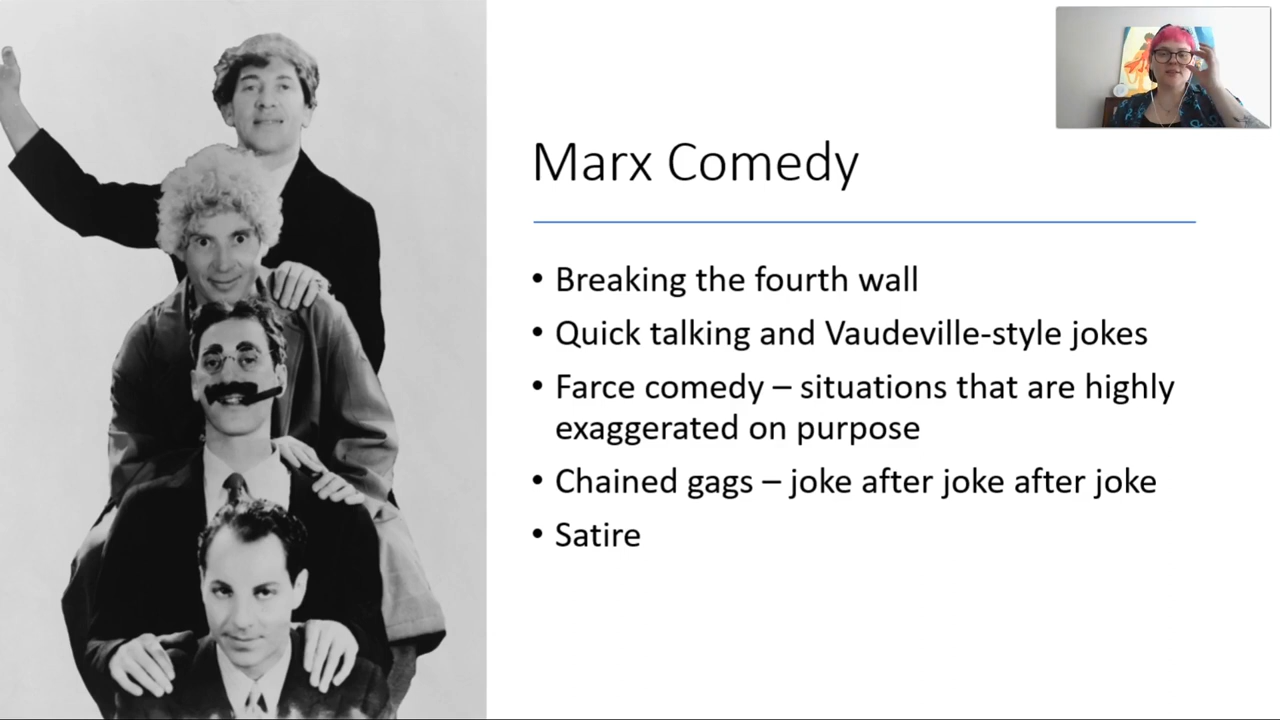 Marx Comedy
• Breaking the fourth wall
• Quick talking and Vaudeville-style jokes
• Farce comedy – situations that are highly
exaggerated on purpose
• Chained gags – joke after joke after joke
• Satire